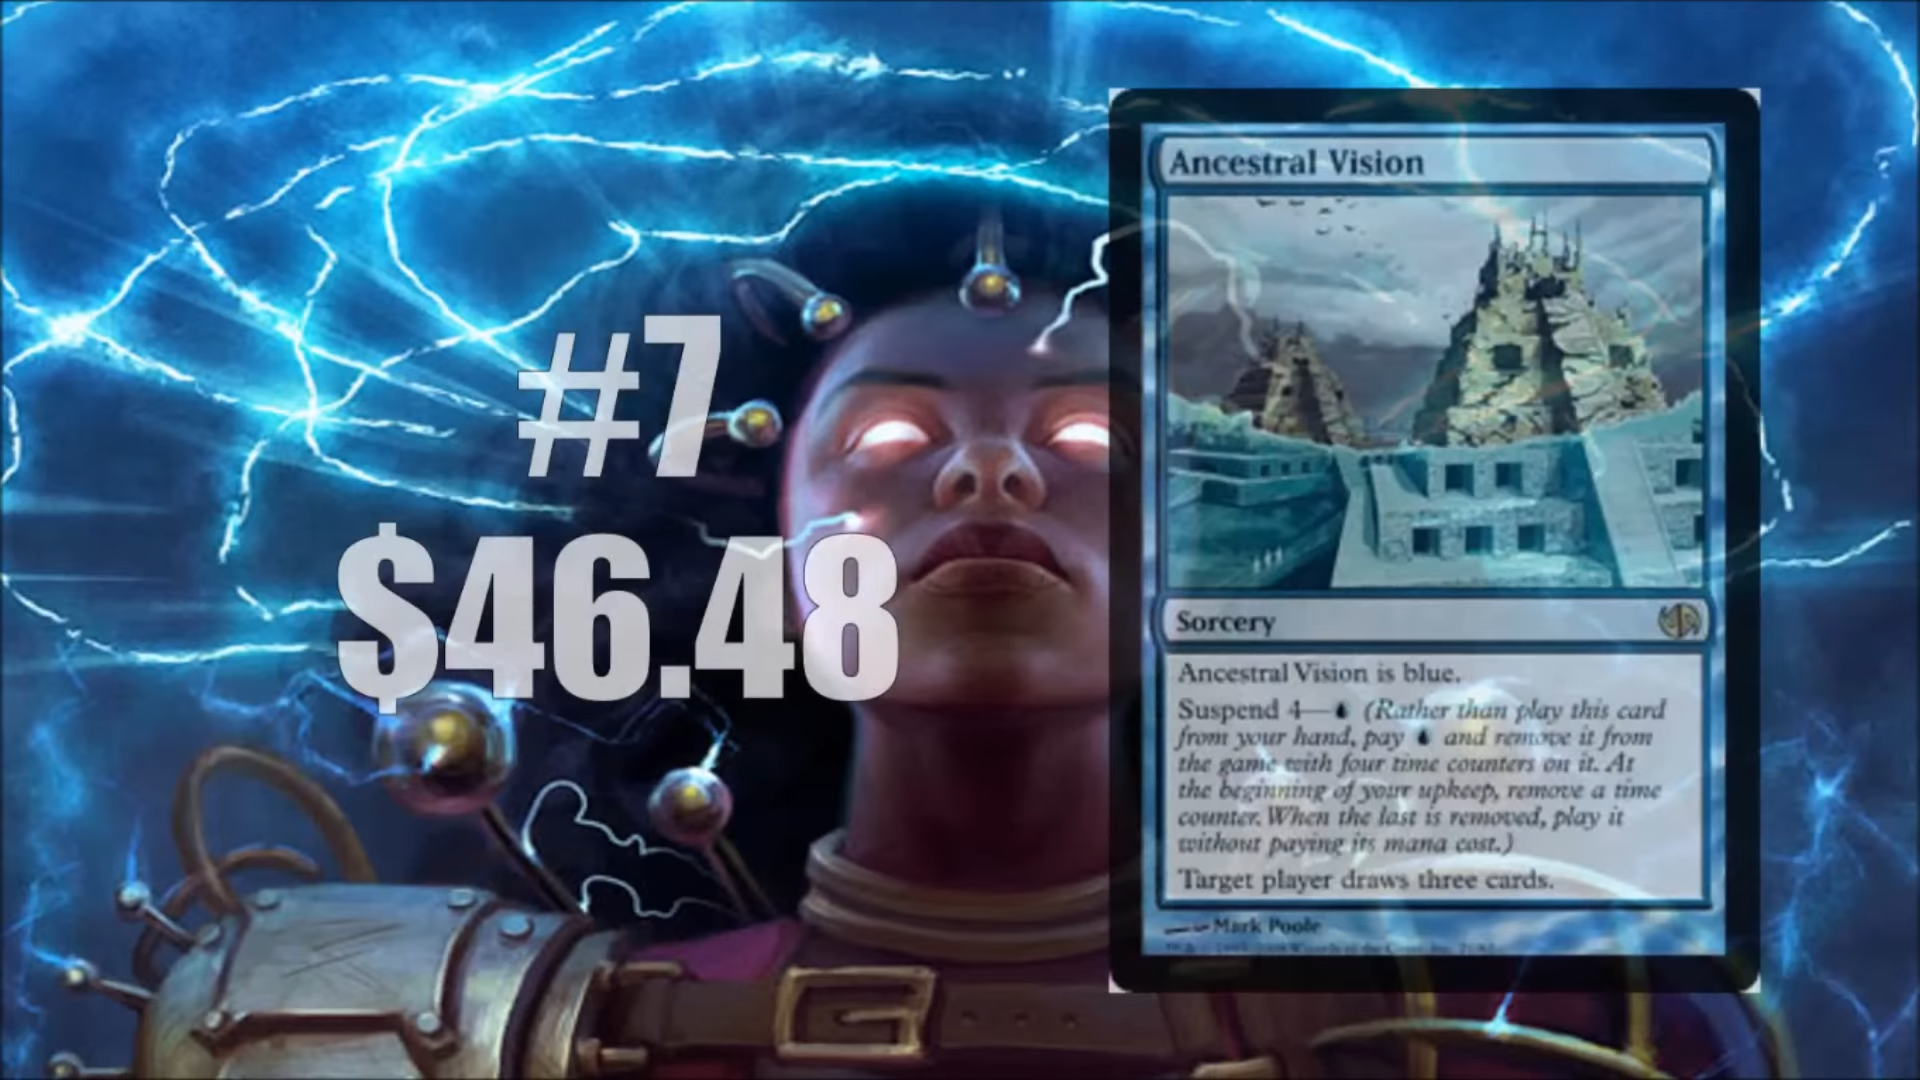 #7
$46.48
Ancestral Vision
Sorcery
Ancestral Vision is blue.
Suspend 4— (Rather than play this card
from your hand, pay and remove it from
the game with four time counters on it. At
the beginning of your upkeep, remove a time
counter. When the last is removed, play it
without paying its mana cost.)
Target player draws three cards.
Mark Poole